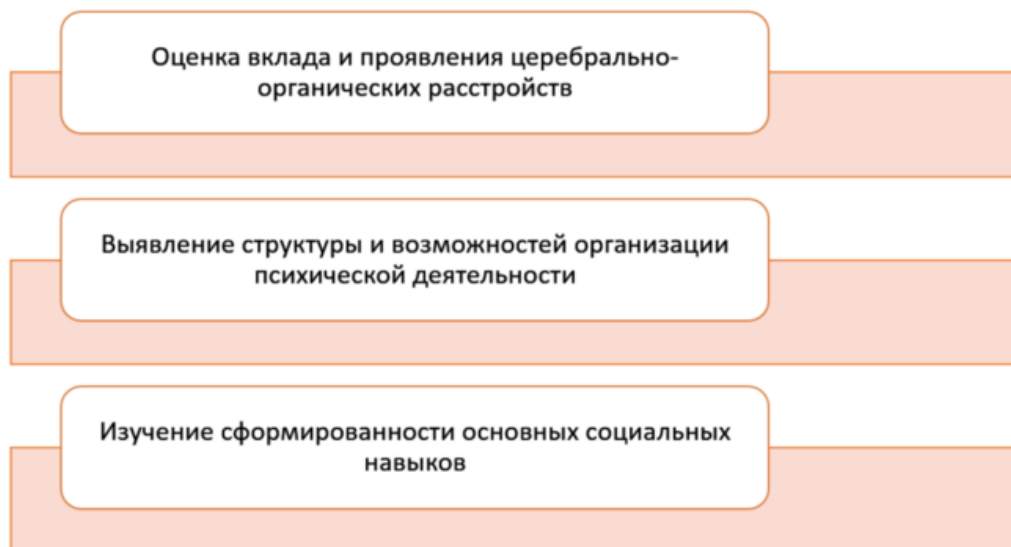 Оценка вклада и проявления церебрально-
органических расстройств
Выявление структуры и возможностей организации
психической деятельности
Изучение сформированности основных социальных
навыков